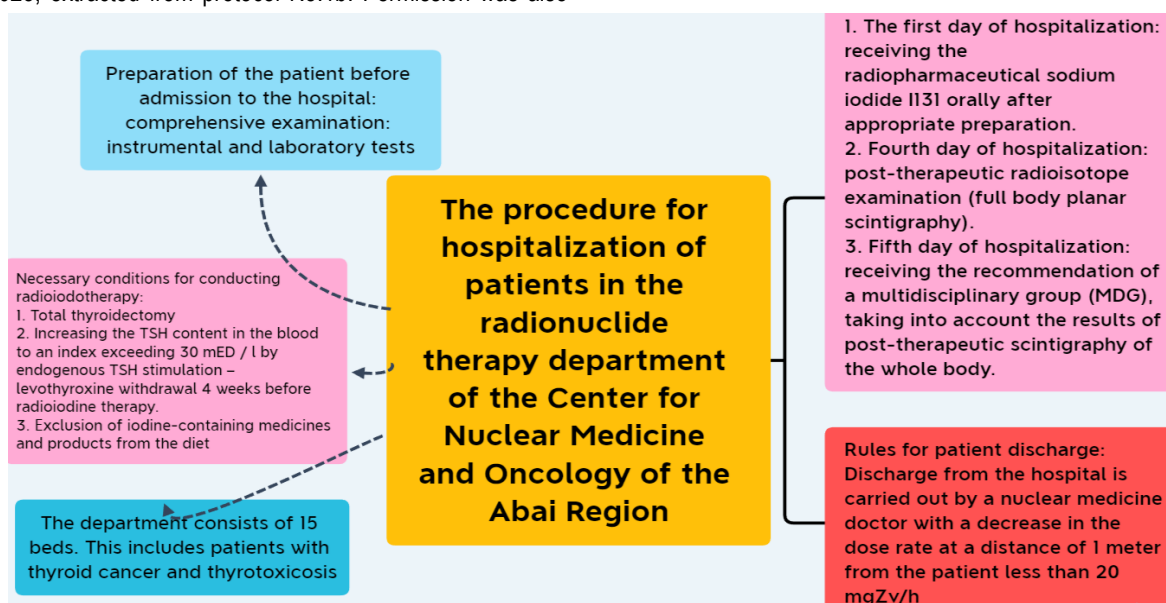 Preparation of the patient before
admission to the hospital:
comprehensive examination:
instrumental and laboratory tests
Necessary conditions for conducting
radioiodotherapy:
1. Total thyroidectomy
2. Increasing the TSH content in the blood
to an index exceeding 30 mED / l by
endogenous TSH stimulation –
levothyroxine withdrawal 4 weeks before
radioiodine therapy.
3. Exclusion of iodine-containing medicines
and products from the diet
The department consists of 15
beds. This includes patients with
thyroid cancer and thyrotoxicosis
The procedure for
hospitalization of
patients in the
radionuclide
therapy department
of the Center for
Nuclear Medicine
and Oncology of the
Abai Region
1. The first day of hospitalization:
receiving the
radiopharmaceutical sodium
iodide I131 orally after
appropriate preparation.
2. Fourth day of hospitalization:
post-therapeutic radioisotope
examination (full body planar
scintigraphy).
3. Fifth day of hospitalization:
receiving the recommendation of
a multidisciplinary group (MDG),
taking into account the results of
post-therapeutic scintigraphy of
the whole body.
Rules for patient discharge:
Discharge from the hospital is
carried out by a nuclear medicine
doctor with a decrease in the
dose rate at a distance of 1 meter
from the patient less than 20